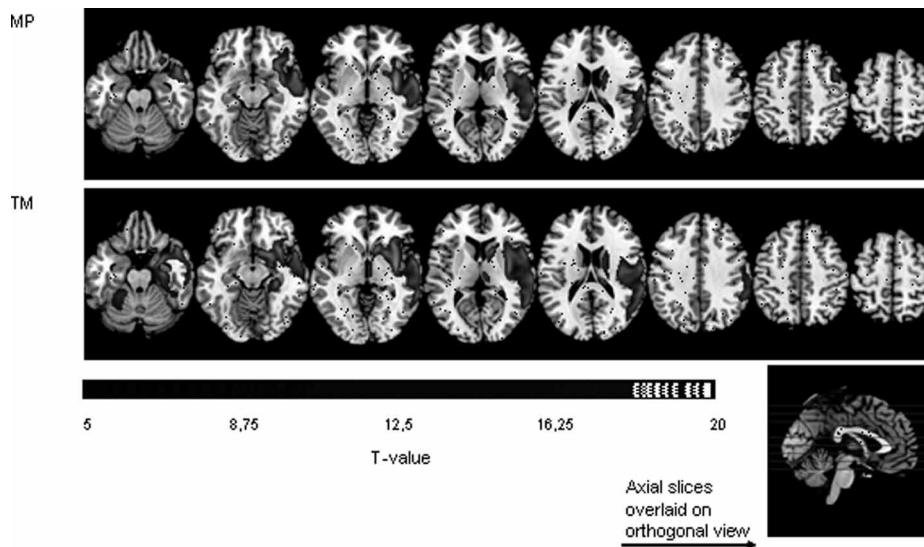 MP
TM
5 8,75 12,5 16,25 20
T-value
Axial slices
overlaid on
orthogonal view